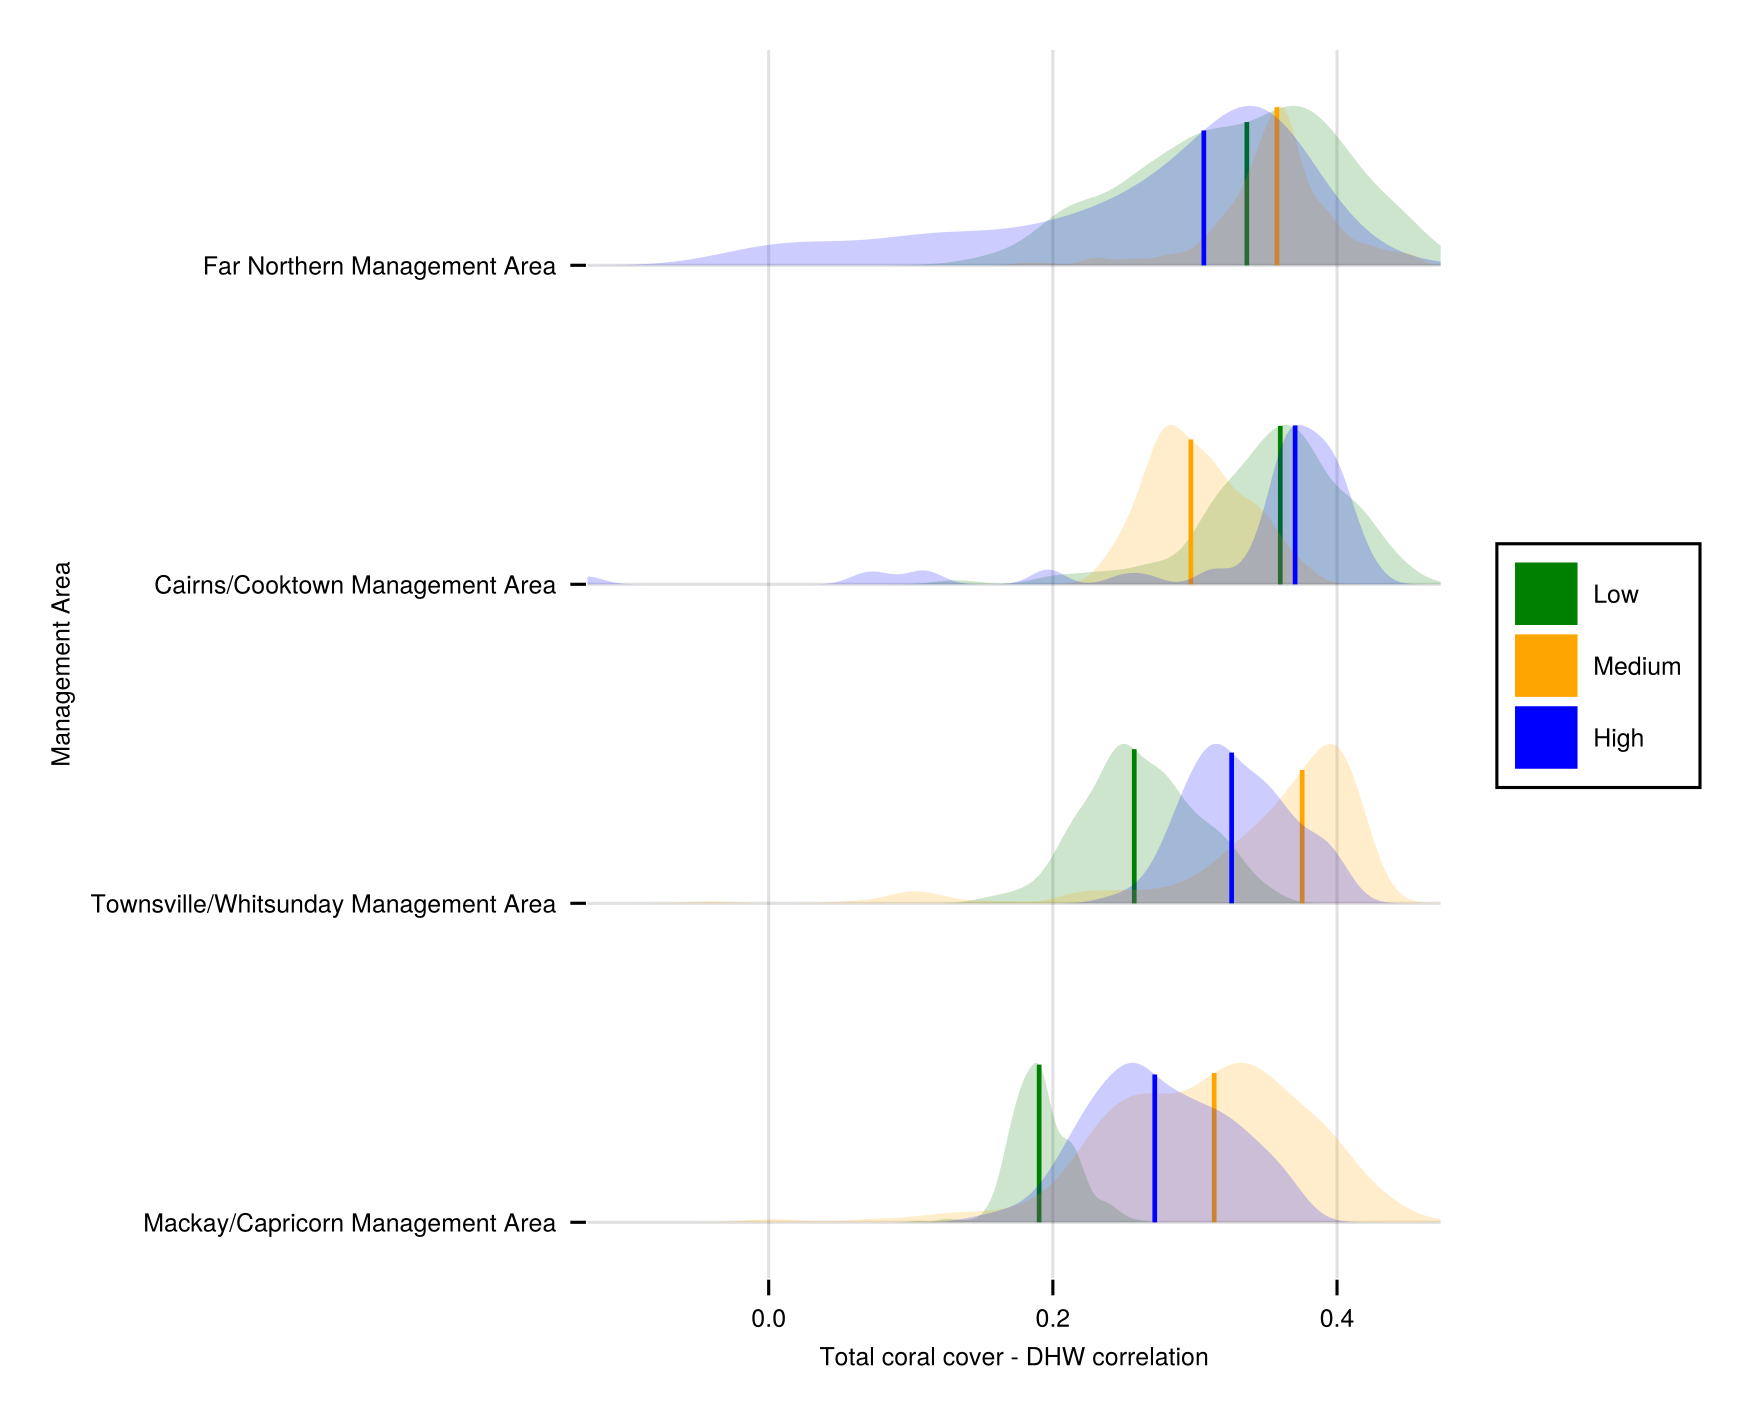 Management Area
Far Northern Management Area
Cairns/Cooktown Management Area
Townsville/Whitsunday Management Area
Mackay/Capricorn Management Area
Low
Medium
High
0.0 0.2 0.4
Total coral cover - DHW correlation